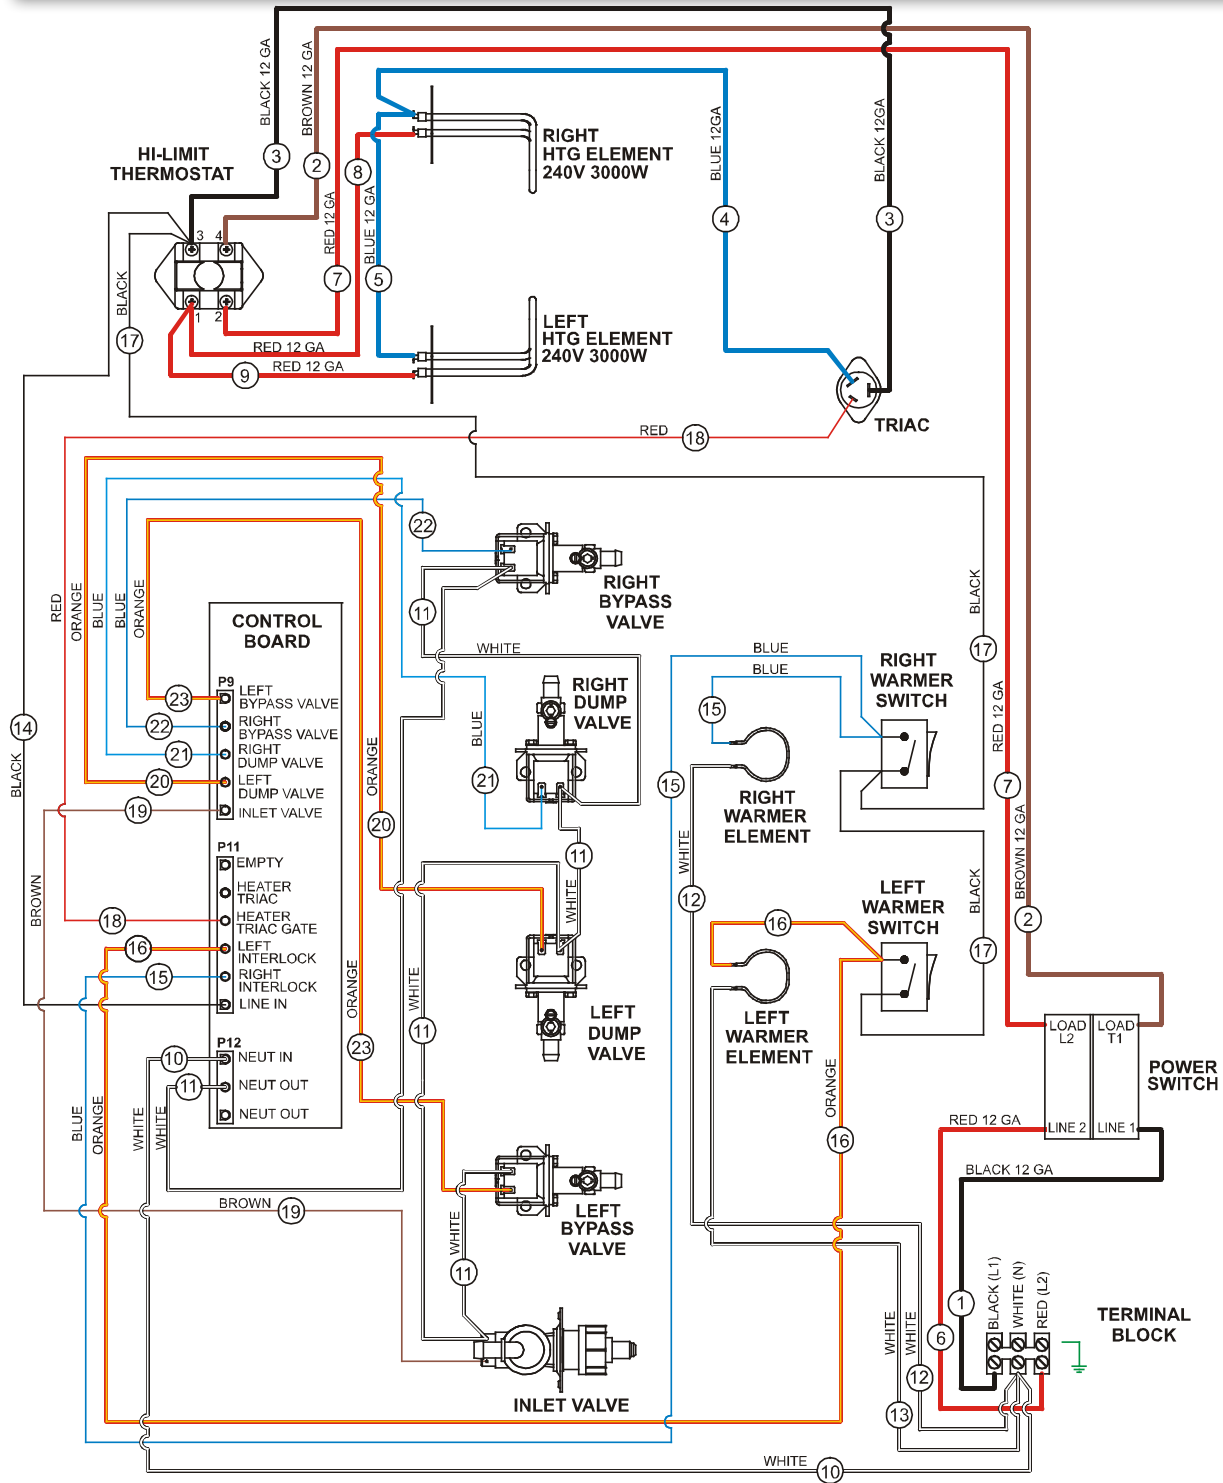 BLACK 12 GA
BROWN 12 GA
3
2
HI-LIMIT
THERMOSTAT
8
RIGHT
HTG ELEMENT
240V 3000W
BLUE 12GA
BLACK 12GA
4
3
3 4
RED 12 GA
BLUE 12 GA
7
5
BLACK
17
1 2
RED 12 GA
RED 12 GA
9
LEFT
HTG ELEMENT
240V 3000W
TRIAC
RED
18
22
RIGHT
BYPASS
VALVE
11
WHITE
RED
ORANGE
BLUE
BLUE
ORANGE
CONTROL
BOARD
P9
23
LEFT
BYPASS VALVE
22
RIGHT
BYPASS VALVE
21
RIGHT
DUMP VALVE
20
LEFT
DUMP VALVE
19
INLET VALVE
P11
EMPTY
HEATER
TRIAC
18
HEATER
TRIAC GATE
16
LEFT
INTERLOCK
15
RIGHT
INTERLOCK
LINE IN
P12
10
NEUT IN
11
NEUT OUT
NEUT OUT
14
BLACK
BROWN
BLUE
ORANGE
WHITE
WHITE
ORANGE
20
ORANGE
23
RIGHT
DUMP
VALVE
BLUE
21
11
WHITE
WHITE
11
LEFT
DUMP
VALVE
BLUE
BLUE
15
15
RIGHT
WARMER
SWITCH
BLACK
17
RIGHT
WARMER
ELEMENT
WHITE
12
RED 12 GA
7
BROWN 12 GA
2
LEFT
WARMER
SWITCH
BLACK
17
16
LEFT
WARMER
ELEMENT
ORANGE
16
LOAD
L2
LOAD
T1
LINE 2
LINE 1
POWER
SWITCH
RED 12 GA
BLACK 12 GA
BROWN
19
LEFT
BYPASS
VALVE
WHITE
11
INLET VALVE
BLACK (L1)
WHITE (N)
RED (L2)
1
6
TERMINAL
BLOCK
WHITE
WHITE
12
13
WHITE
10